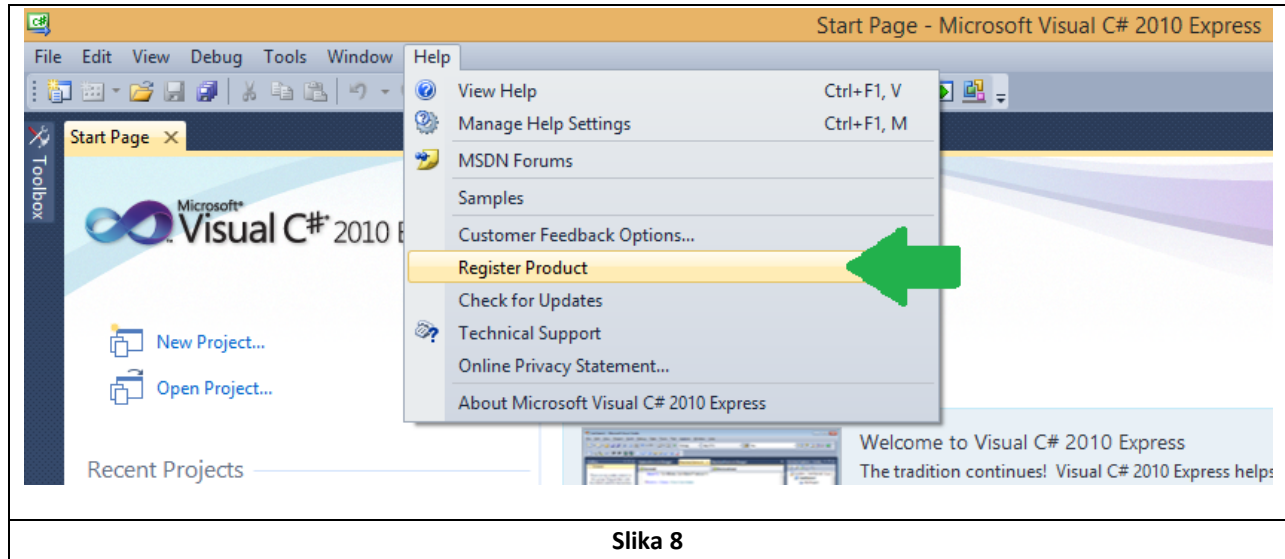 Start Page - Microsoft Visual C# 2010 Express
File Edit View Debug Tools Window Help
View Help Ctrl+F1, V
Manage Help Settings Ctrl+F1, M
Start Page
MSDN Forums
Toolbox
Samples
Microsoft®
Visual C#® 2010
Customer Feedback Options...
Register Product
Check for Updates
New Project...
Technical Support
Online Privacy Statement...
Open Project...
About Microsoft Visual C# 2010 Express
Welcome to Visual C# 2010 Express
Recent Projects
The tradition continues! Visual C# 2010 Express helps
Slika 8